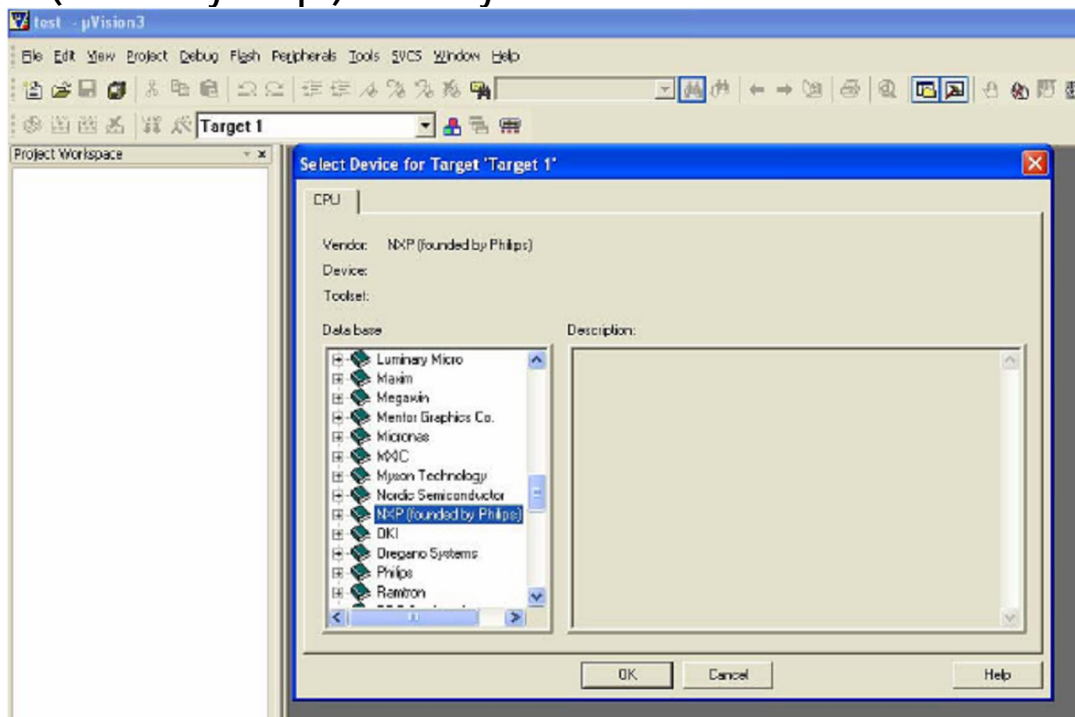 test - µVision3
File Edit View Project Debug Flash Peripherals Tools SVCS Window Help
Target 1
Project Workspace
Select Device for Target 'Target 1'
CPU
Vendor: NXP (founded by Philips)
Device:
Toolset:
Data base
Description:
Luminary Micro
Maxim
Megawin
Mentor Graphics Co.
Micronas
MXIC
Myson Technology
Nordic Semiconductor
NXP (founded by Philips)
OKI
Oregano Systems
Philips
Ramtron
OK Cancel Help